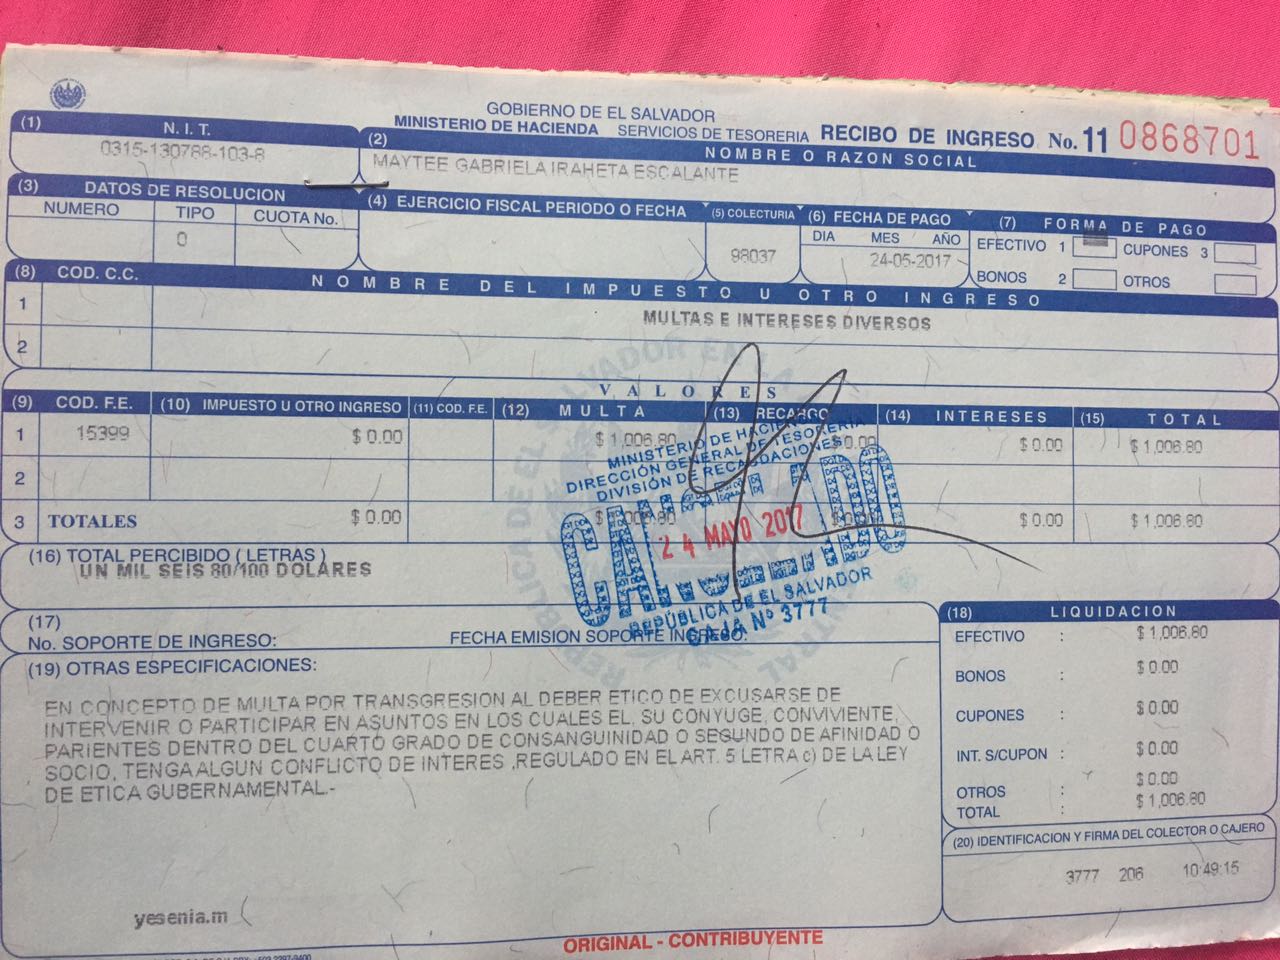 GOBIERNO DE EL SALVADOR
MINISTERIO DE HACIENDA SERVICIOS DE TESORERIA RECIBO DE INGRESO No. 11 0868701
(1) N. I. T.
0315-130788-103-8
(2) NOMBRE O RAZON SOCIAL
MAYTEE GABRIELA IRAHETA ESCALANTE
(3) DATOS DE RESOLUCION
NUMERO TIPO CUOTA No.
0
(4) EJERCICIO FISCAL PERIODO O FECHA
(5) COLECTURIA
98037
(6) FECHA DE PAGO
DIA MES AÑO
24-05-2017
(7) FORMA DE PAGO
EFECTIVO 1 CUPONES 3
BONOS 2 OTROS
(8) COD. C.C. NOMBRE DEL IMPUESTO U OTRO INGRESO
1 MULTAS E INTERESES DIVERSOS
2
VALORES
(9) COD. F.E. (10) IMPUESTO U OTRO INGRESO (11) COD. F.E. (12) MULTA (13) RECARGO (14) INTERESES (15) TOTAL
1 15399 $ 0.00 $ 1,006.80 $0.00 $ 0.00 $ 1,006.80
2
3 TOTALES $ 0.00 $ 1,006.80 $0.00 $ 0.00 $ 1,006.80
MINISTERIO DE HACIENDA
DIRECCIÓN GENERAL DE TESORERÍA
DIVISIÓN DE RECAUDACIONES
24 MAYO 2017
REPÚBLICA DE EL SALVADOR
CAJA Nº 3777
(16) TOTAL PERCIBIDO ( LETRAS )
UN MIL SEIS 80/100 DOLARES
(17)
No. SOPORTE DE INGRESO: FECHA EMISION SOPORTE INGRESO:
(18) LIQUIDACION
EFECTIVO : $ 1,006.80
BONOS : $ 0.00
CUPONES : $ 0.00
INT. S/CUPON : $ 0.00
OTROS : $ 0.00
TOTAL : $ 1,006.80
(19) OTRAS ESPECIFICACIONES:
EN CONCEPTO DE MULTA POR TRANSGRESION AL DEBER ETICO DE EXCUSARSE DE
INTERVENIR O PARTICIPAR EN ASUNTOS EN LOS CUALES EL, SU CONYUGE, CONVIVIENTE,
PARIENTES DENTRO DEL CUARTO GRADO DE CONSANGUINIDAD O SEGUNDO DE AFINIDAD O
SOCIO, TENGA ALGUN CONFLICTO DE INTERES ,REGULADO EN EL ART. 5 LETRA c) DE LA LEY
DE ETICA GUBERNAMENTAL.-
(20) IDENTIFICACION Y FIRMA DEL COLECTOR O CAJERO
3777 206 10:49:15
yesenia.m
ORIGINAL - CONTRIBUYENTE